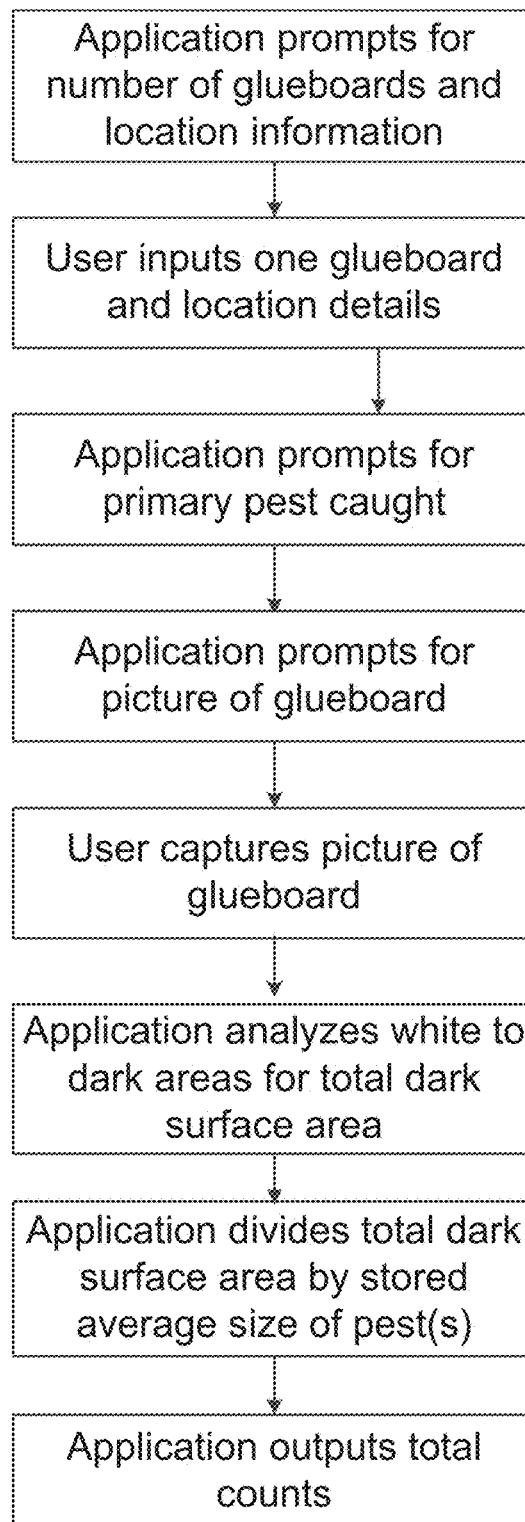 Application prompts for
number of glueboards and
location information
User inputs one glueboard
and location details
Application prompts for
primary pest caught
Application prompts for
picture of glueboard
User captures picture of
glueboard
Application analyzes white to
dark areas for total dark
surface area
Application divides total dark
surface area by stored
average size of pest(s)
Application outputs total
counts